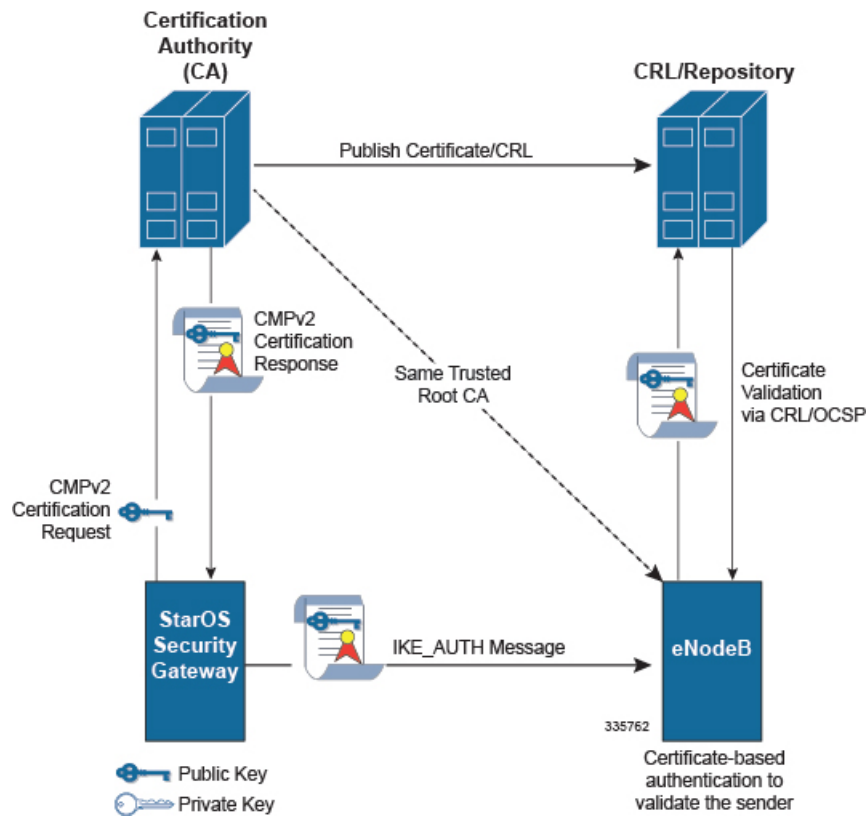 Certification
Authority
(CA)
CRL/Repository
Publish Certificate/CRL
CMPv2
Certification
Response
Same Trusted
Root CA
Certificate
Validation
via CRL/OCSP
CMPv2
Certification
Request
StarOS
Security
Gateway
IKE_AUTH Message
eNodeB
335762
Certificate-based
authentication to
validate the sender
Public Key
Private Key